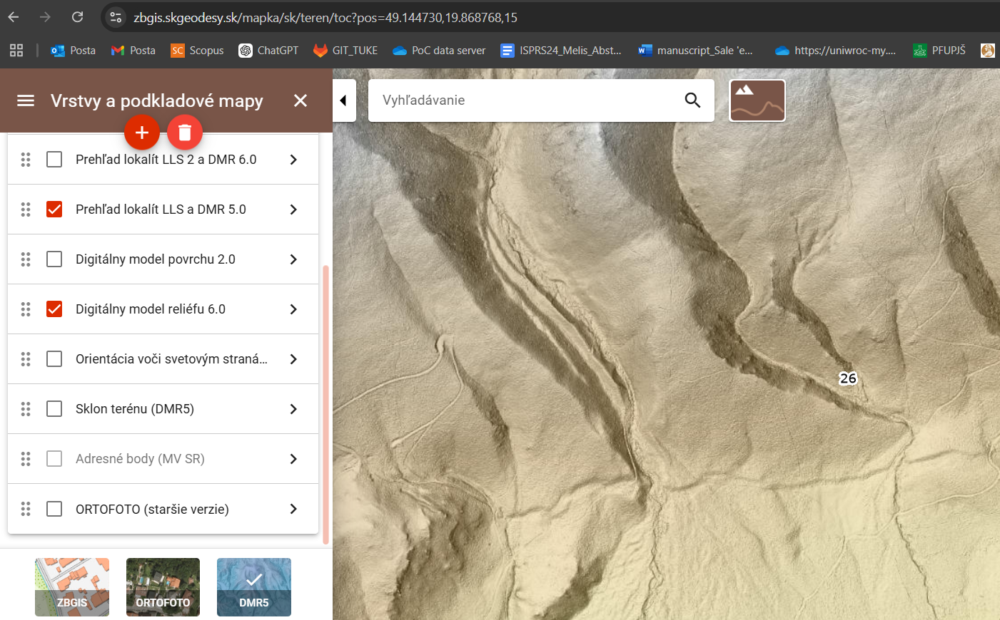 zbgis.skgeodesy.sk/mapka/sk/teren/toc?pos=49.144730,19.868768,15
Posta
Posta
SC Scopus
ChatGPT
GIT_TUKE
PoC data server
ISPRS24_Melis_Abst...
manuscript_Sale 'e...
https://uniwroc-my....
PFUPJŠ
Vrstvy a podkladové mapy
Vyhľadávanie
Prehľad lokalít LLS 2 a DMR 6.0
Prehľad lokalít LLS a DMR 5.0
Digitálny model povrchu 2.0
Digitálny model reliéfu 6.0
Orientácia voči svetovým straná...
Sklon terénu (DMR5)
Adresné body (MV SR)
ORTOFOTO (staršie verzie)
ZBGIS
ORTOFOTO
DMR5
26